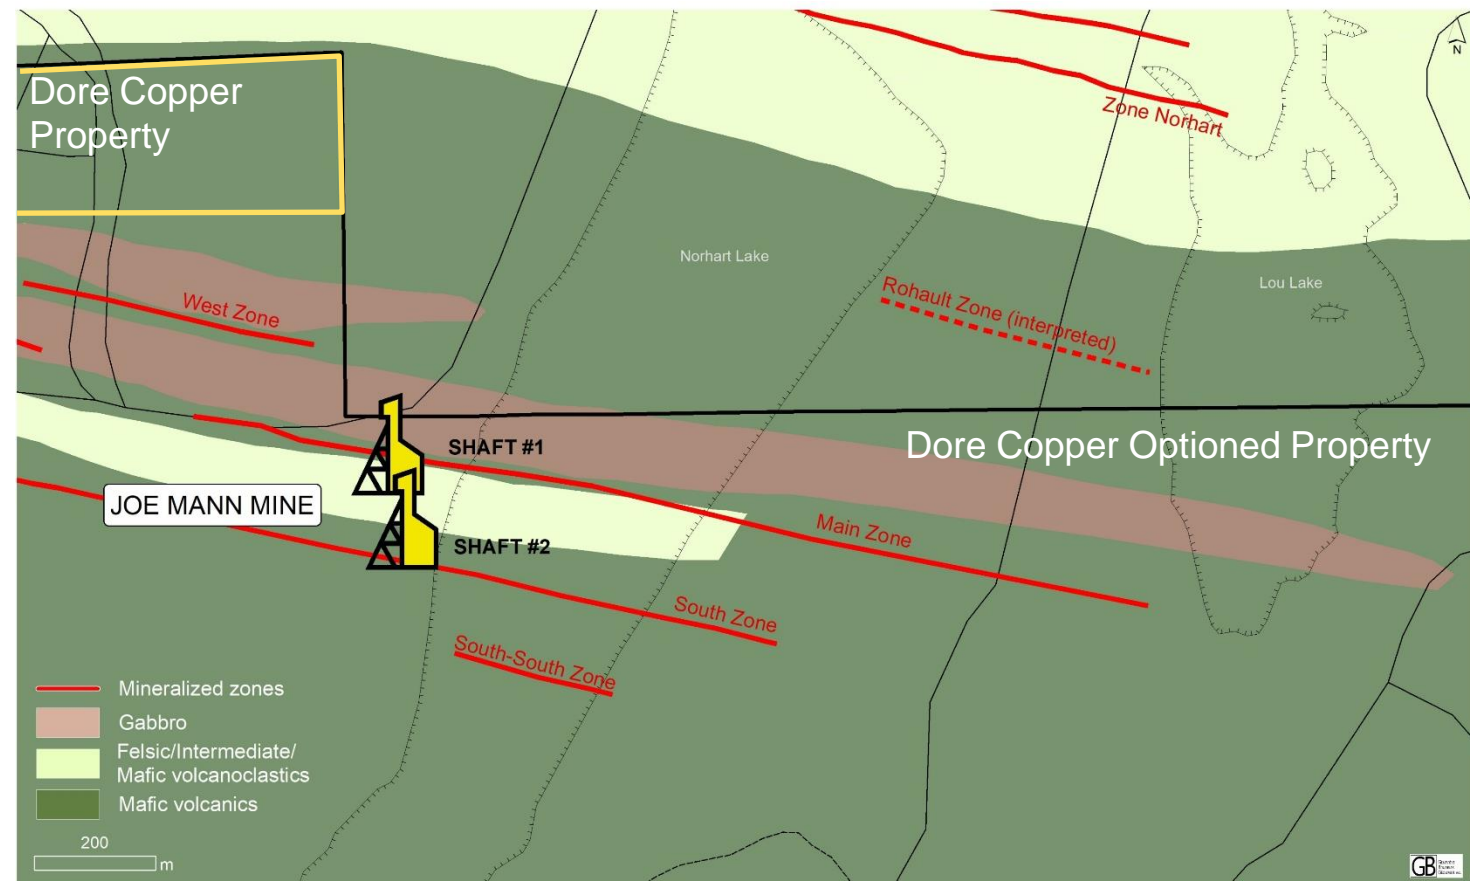 N
Dore Copper
Property
Zone Norhart
Norhart Lake
Lou Lake
Rohault Zone (interpreted)
West Zone
SHAFT #1
Dore Copper Optioned Property
JOE MANN MINE
Main Zone
SHAFT #2
South Zone
South-South Zone
Mineralized zones
Gabbro
Felsic/Intermediate/
Mafic volcanoclastics
Mafic volcanics
200
m
GB